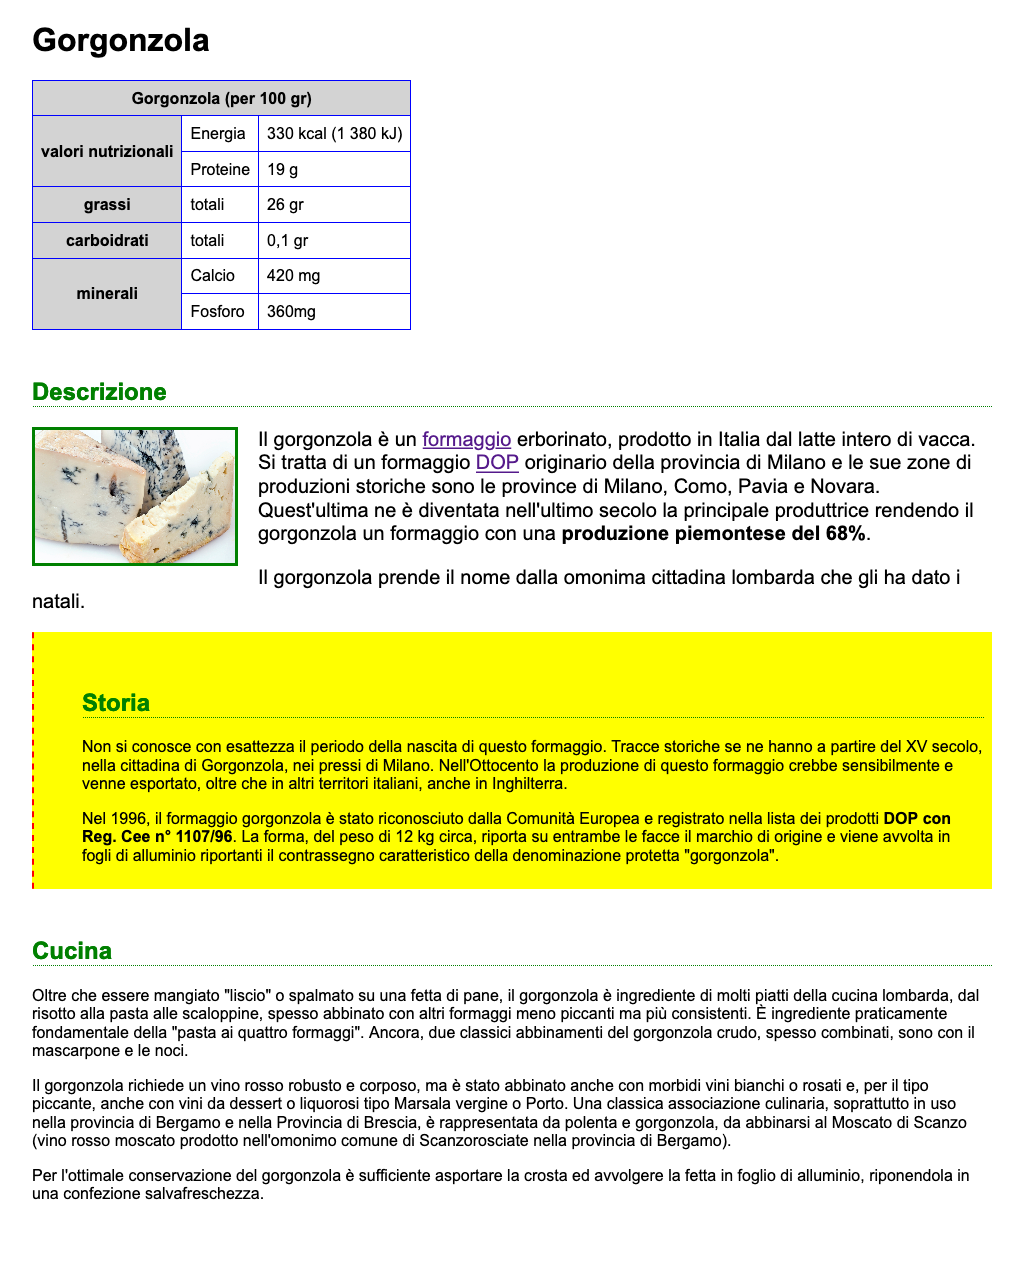 Gorgonzola
Gorgonzola (per 100 gr)
valori nutrizionali Energia 330 kcal (1 380 kJ)
Proteine 19 g
grassi totali 26 gr
carboidrati totali 0,1 gr
minerali Calcio 420 mg
Fosforo 360mg
Descrizione
Il gorgonzola è un formaggio erborinato, prodotto in Italia dal latte intero di vacca.
Si tratta di un formaggio DOP originario della provincia di Milano e le sue zone di
produzioni storiche sono le province di Milano, Como, Pavia e Novara.
Quest'ultima ne è diventata nell'ultimo secolo la principale produttrice rendendo il
gorgonzola un formaggio con una produzione piemontese del 68%.
Il gorgonzola prende il nome dalla omonima cittadina lombarda che gli ha dato i
natali.
Storia
Non si conosce con esattezza il periodo della nascita di questo formaggio. Tracce storiche se ne hanno a partire del XV secolo,
nella cittadina di Gorgonzola, nei pressi di Milano. Nell'Ottocento la produzione di questo formaggio crebbe sensibilmente e
venne esportato, oltre che in altri territori italiani, anche in Inghilterra.
Nel 1996, il formaggio gorgonzola è stato riconosciuto dalla Comunità Europea e registrato nella lista dei prodotti DOP con
Reg. Cee n° 1107/96. La forma, del peso di 12 kg circa, riporta su entrambe le facce il marchio di origine e viene avvolta in
fogli di alluminio riportanti il contrassegno caratteristico della denominazione protetta "gorgonzola".
Cucina
Oltre che essere mangiato "liscio" o spalmato su una fetta di pane, il gorgonzola è ingrediente di molti piatti della cucina lombarda, dal
risotto alla pasta alle scaloppine, spesso abbinato con altri formaggi meno piccanti ma più consistenti. È ingrediente praticamente
fondamentale della "pasta ai quattro formaggi". Ancora, due classici abbinamenti del gorgonzola crudo, spesso combinati, sono con il
mascarpone e le noci.
Il gorgonzola richiede un vino rosso robusto e corposo, ma è stato abbinato anche con morbidi vini bianchi o rosati e, per il tipo
piccante, anche con vini da dessert o liquorosi tipo Marsala vergine o Porto. Una classica associazione culinaria, soprattutto in uso
nella provincia di Bergamo e nella Provincia di Brescia, è rappresentata da polenta e gorgonzola, da abbinarsi al Moscato di Scanzo
(vino rosso moscato prodotto nell'omonimo comune di Scanzorosciate nella provincia di Bergamo).
Per l'ottimale conservazione del gorgonzola è sufficiente asportare la crosta ed avvolgere la fetta in foglio di alluminio, riponendola in
una confezione salvafreschezza.